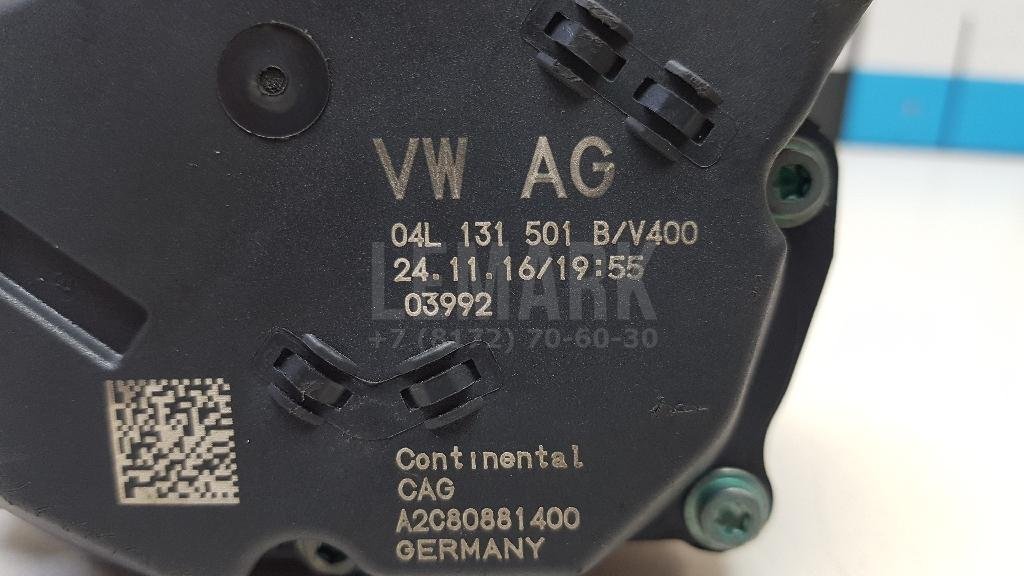 VW AG
04L 131 501 B/V400
24.11.16/19:55
03992
LEMARK
+7 (8172) 70-60-30
Continental
CAG
A2C80881400
GERMANY